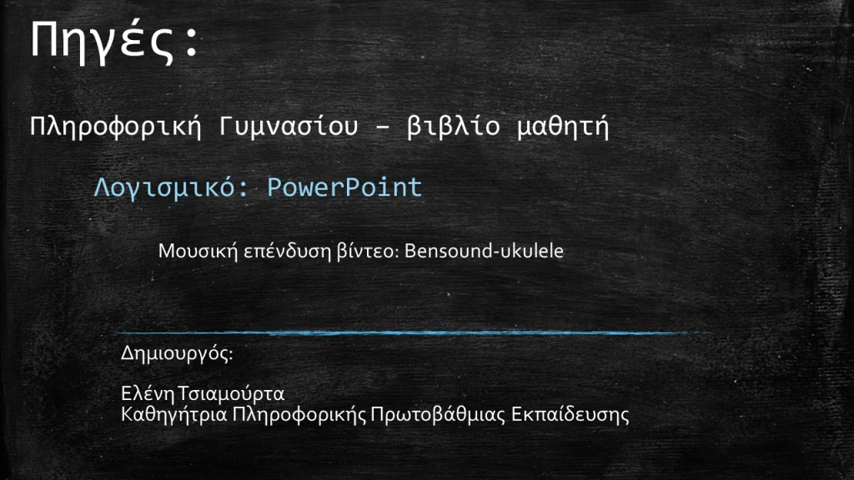 Πηγές:
Πληροφορική Γυμνασίου – βιβλίο μαθητή
Λογισμικό: PowerPoint
Μουσική επένδυση βίντεο: Bensound-ukulele
Δημιουργός:
Ελένη Τσιαμούρτα
Καθηγήτρια Πληροφορικής Πρωτοβάθμιας Εκπαίδευσης